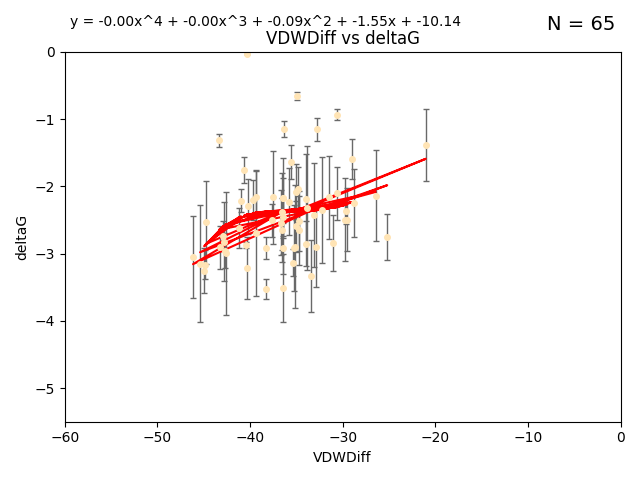 y = -0.00x^4 + -0.00x^3 + -0.09x^2 + -1.55x + -10.14
N = 65
VDWDiff vs deltaG
0
−1
−2
−3
−4
−5
deltaG
−60
−50
−40
−30
−20
−10
0
VDWDiff